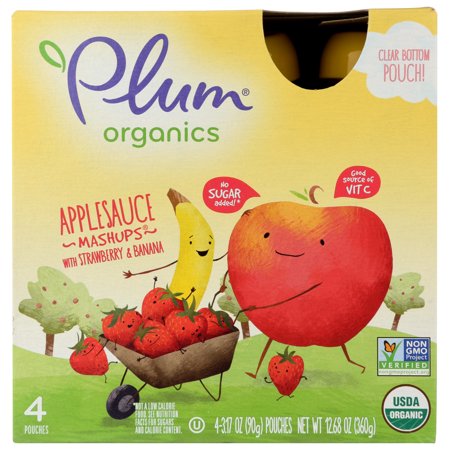 Plum®
organics
CLEAR BOTTOM
POUCH!
NO
SUGAR
added!*
Good
source of
VIT C
APPLESAUCE
~MASHUPS®~
WITH STRAWBERRY & BANANA
NON
GMO
Project
VERIFIED
nongmoproject.org
4
POUCHES
*NOT A LOW CALORIE
FOOD. SEE NUTRITION
FACTS FOR SUGARS
AND CALORIE CONTENT.
U
4-3.17 OZ (90g) POUCHES NET WT 12.68 OZ (360g)
USDA
ORGANIC